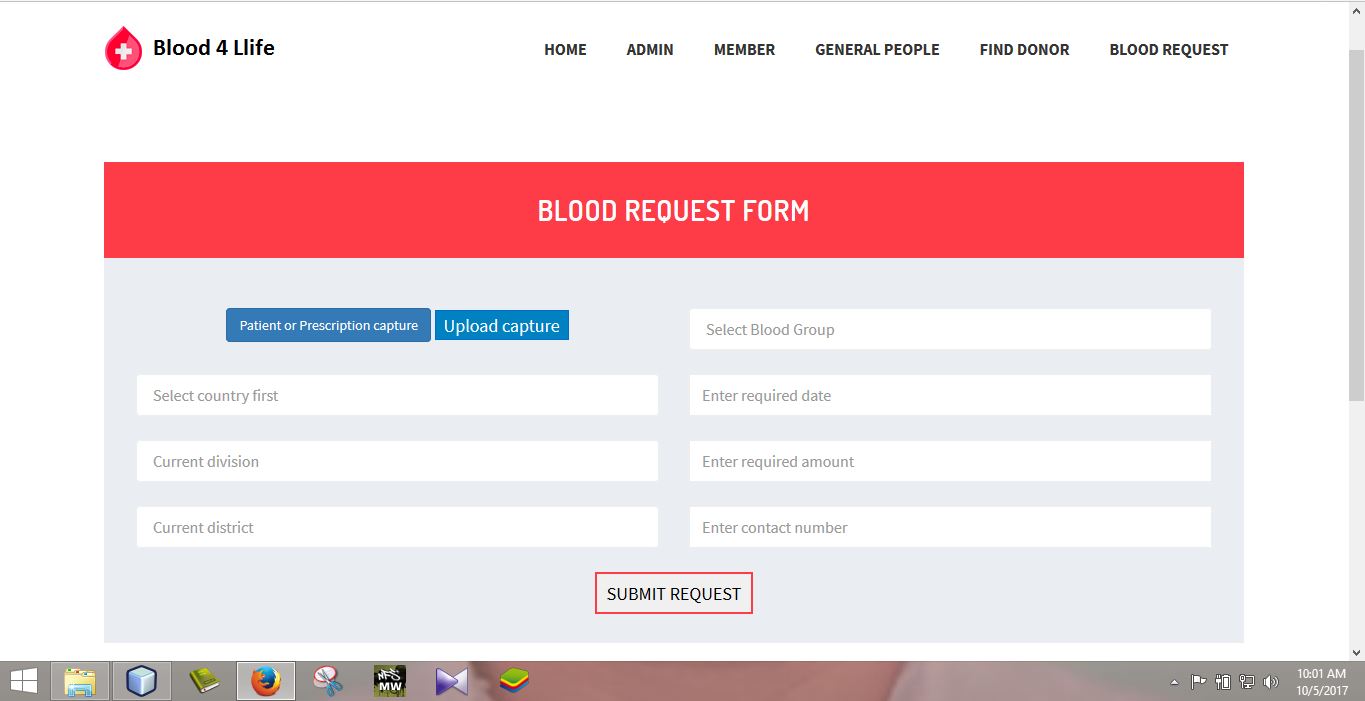 Blood 4 Llife
HOME ADMIN MEMBER GENERAL PEOPLE FIND DONOR BLOOD REQUEST
BLOOD REQUEST FORM
Patient or Prescription capture Upload capture Select Blood Group
Select country first Enter required date
Current division Enter required amount
Current district Enter contact number
SUBMIT REQUEST
NFS
MW
10:01 AM
10/5/2017